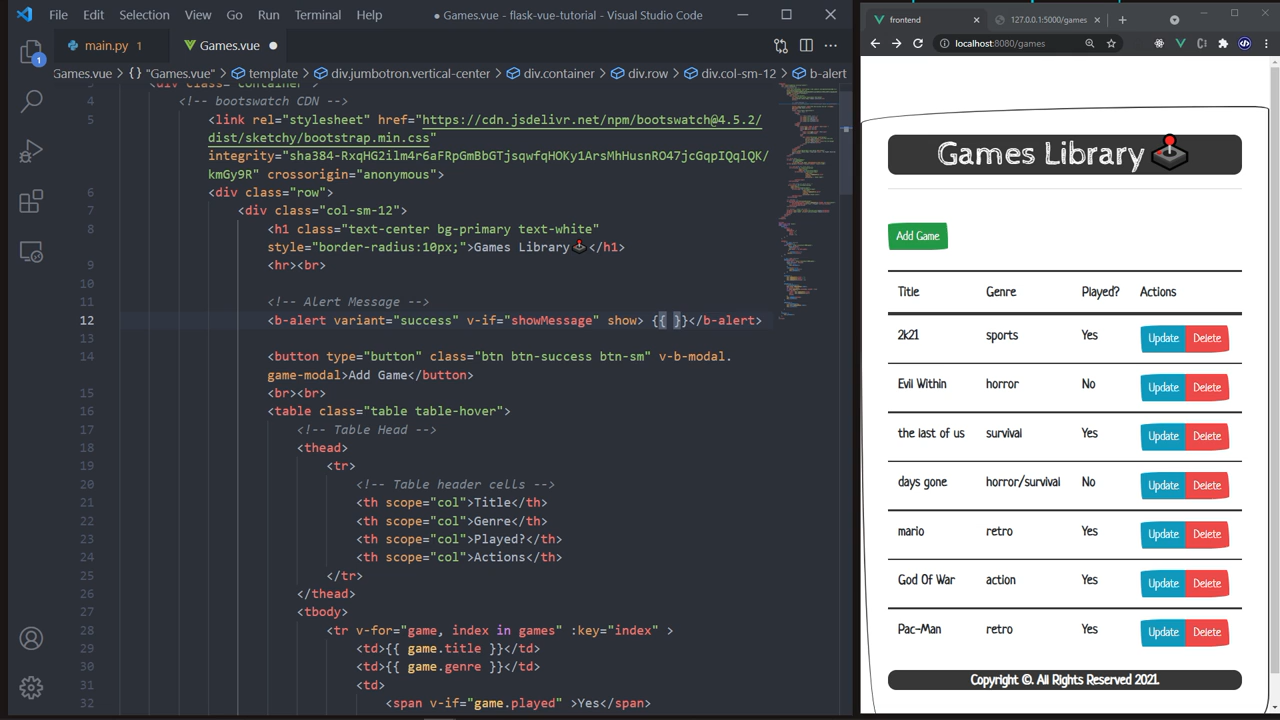 File Edit Selection View Go Run Terminal Help
● Games.vue - flask-vue-tutorial - Visual Studio Code
main.py 1
Games.vue ●
Games.vue > {} "Games.vue" > template > div.jumbotron.vertical-center > div.container > div.row > div.col-sm-12 > b-alert
3 <div class="container">
4 <!-- bootswatch CDN -->
5 <link rel="stylesheet" href="https://cdn.jsdelivr.net/npm/bootswatch@4.5.2/
dist/sketchy/bootstrap.min.css"
integrity="sha384-RxqHG2ilm4r6aFRpGmBbGTjsqwfqHOKy1ArsMhHusnRO47jcGqpIQqlQK/
kmGy9R" crossorigin="anonymous">
6 <div class="row">
7 <div class="col-sm-12">
8 <h1 class="text-center bg-primary text-white"
style="border-radius:10px;">Games Library🕹️</h1>
9 <hr><br>
10
11 <!-- Alert Message -->
12 <b-alert variant="success" v-if="showMessage" show> {{ }}</b-alert>
13
14 <button type="button" class="btn btn-success btn-sm" v-b-modal.
game-modal>Add Game</button>
15 <br><br>
16 <table class="table table-hover">
17 <!-- Table Head -->
18 <thead>
19 <tr>
20 <!-- Table header cells -->
21 <th scope="col">Title</th>
22 <th scope="col">Genre</th>
23 <th scope="col">Played?</th>
24 <th scope="col">Actions</th>
25 </tr>
26 </thead>
27 <tbody>
28 <tr v-for="game, index in games" :key="index" >
29 <td>{{ game.title }}</td>
30 <td>{{ game.genre }}</td>
31 <td>
32 <span v-if="game.played" >Yes</span>
1
frontend
127.0.0.1:5000/games
localhost:8080/games
Games Library🕹️
Add Game
Title Genre Played? Actions
2k21 sports Yes Update Delete
Evil Within horror No Update Delete
the last of us survival Yes Update Delete
days gone horror/survival No Update Delete
mario retro Yes Update Delete
God Of War action Yes Update Delete
Pac-Man retro Yes Update Delete
Copyright ©. All Rights Reserved 2021.